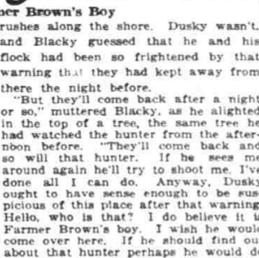 mer Brown's Boy
rushes along the shore. Dusky wasn't,
and Blacky guessed that he and his
flock had been so frightened by that
warning that they had kept away from
there the night before.
"But they'll come back after a night
or so," muttered Blacky, as he alighted
in the top of a tree, the same tree he
had watched the hunter from the after-
noon before. "They'll come back and
so will that hunter. If he sees me
around again he'll try to shoot me. I've
done all I can do. Anyway, Dusky
ought to have sense enough to be sus-
picious of this place after that warning.
Hello, who is that? I do believe it is
Farmer Brown's boy. I wish he would
come over here. If he should find out
about that hunter perhaps he would do